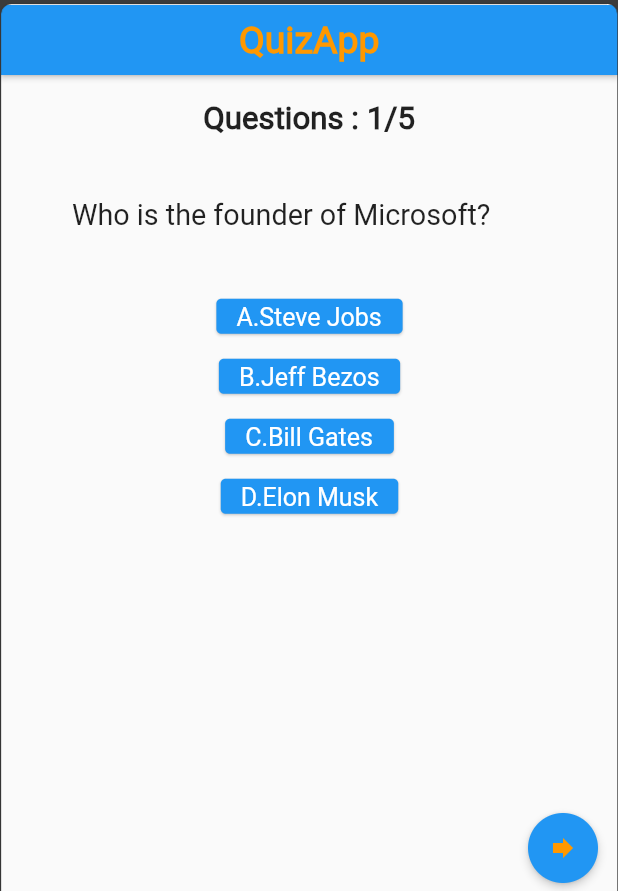 QuizApp
Questions : 1/5
Who is the founder of Microsoft?
A.Steve Jobs
B.Jeff Bezos
C.Bill Gates
D.Elon Musk